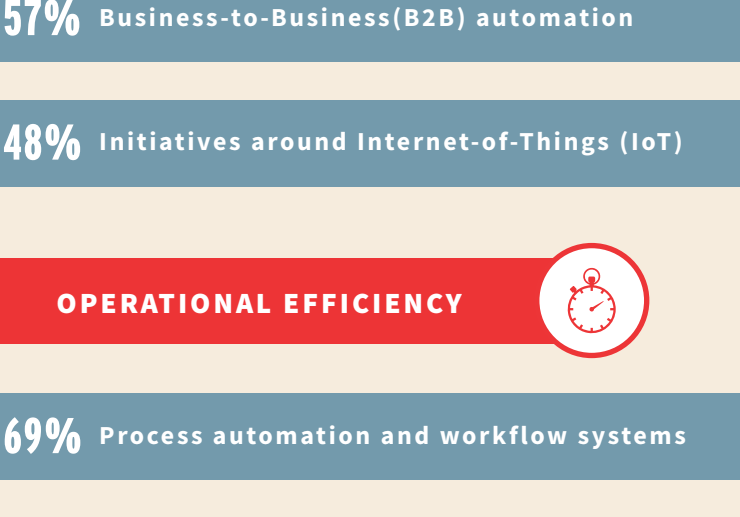 57% Business-to-Business(B2B) automation
48% Initiatives around Internet-of-Things (IoT)
OPERATIONAL EFFICIENCY
69% Process automation and workflow systems